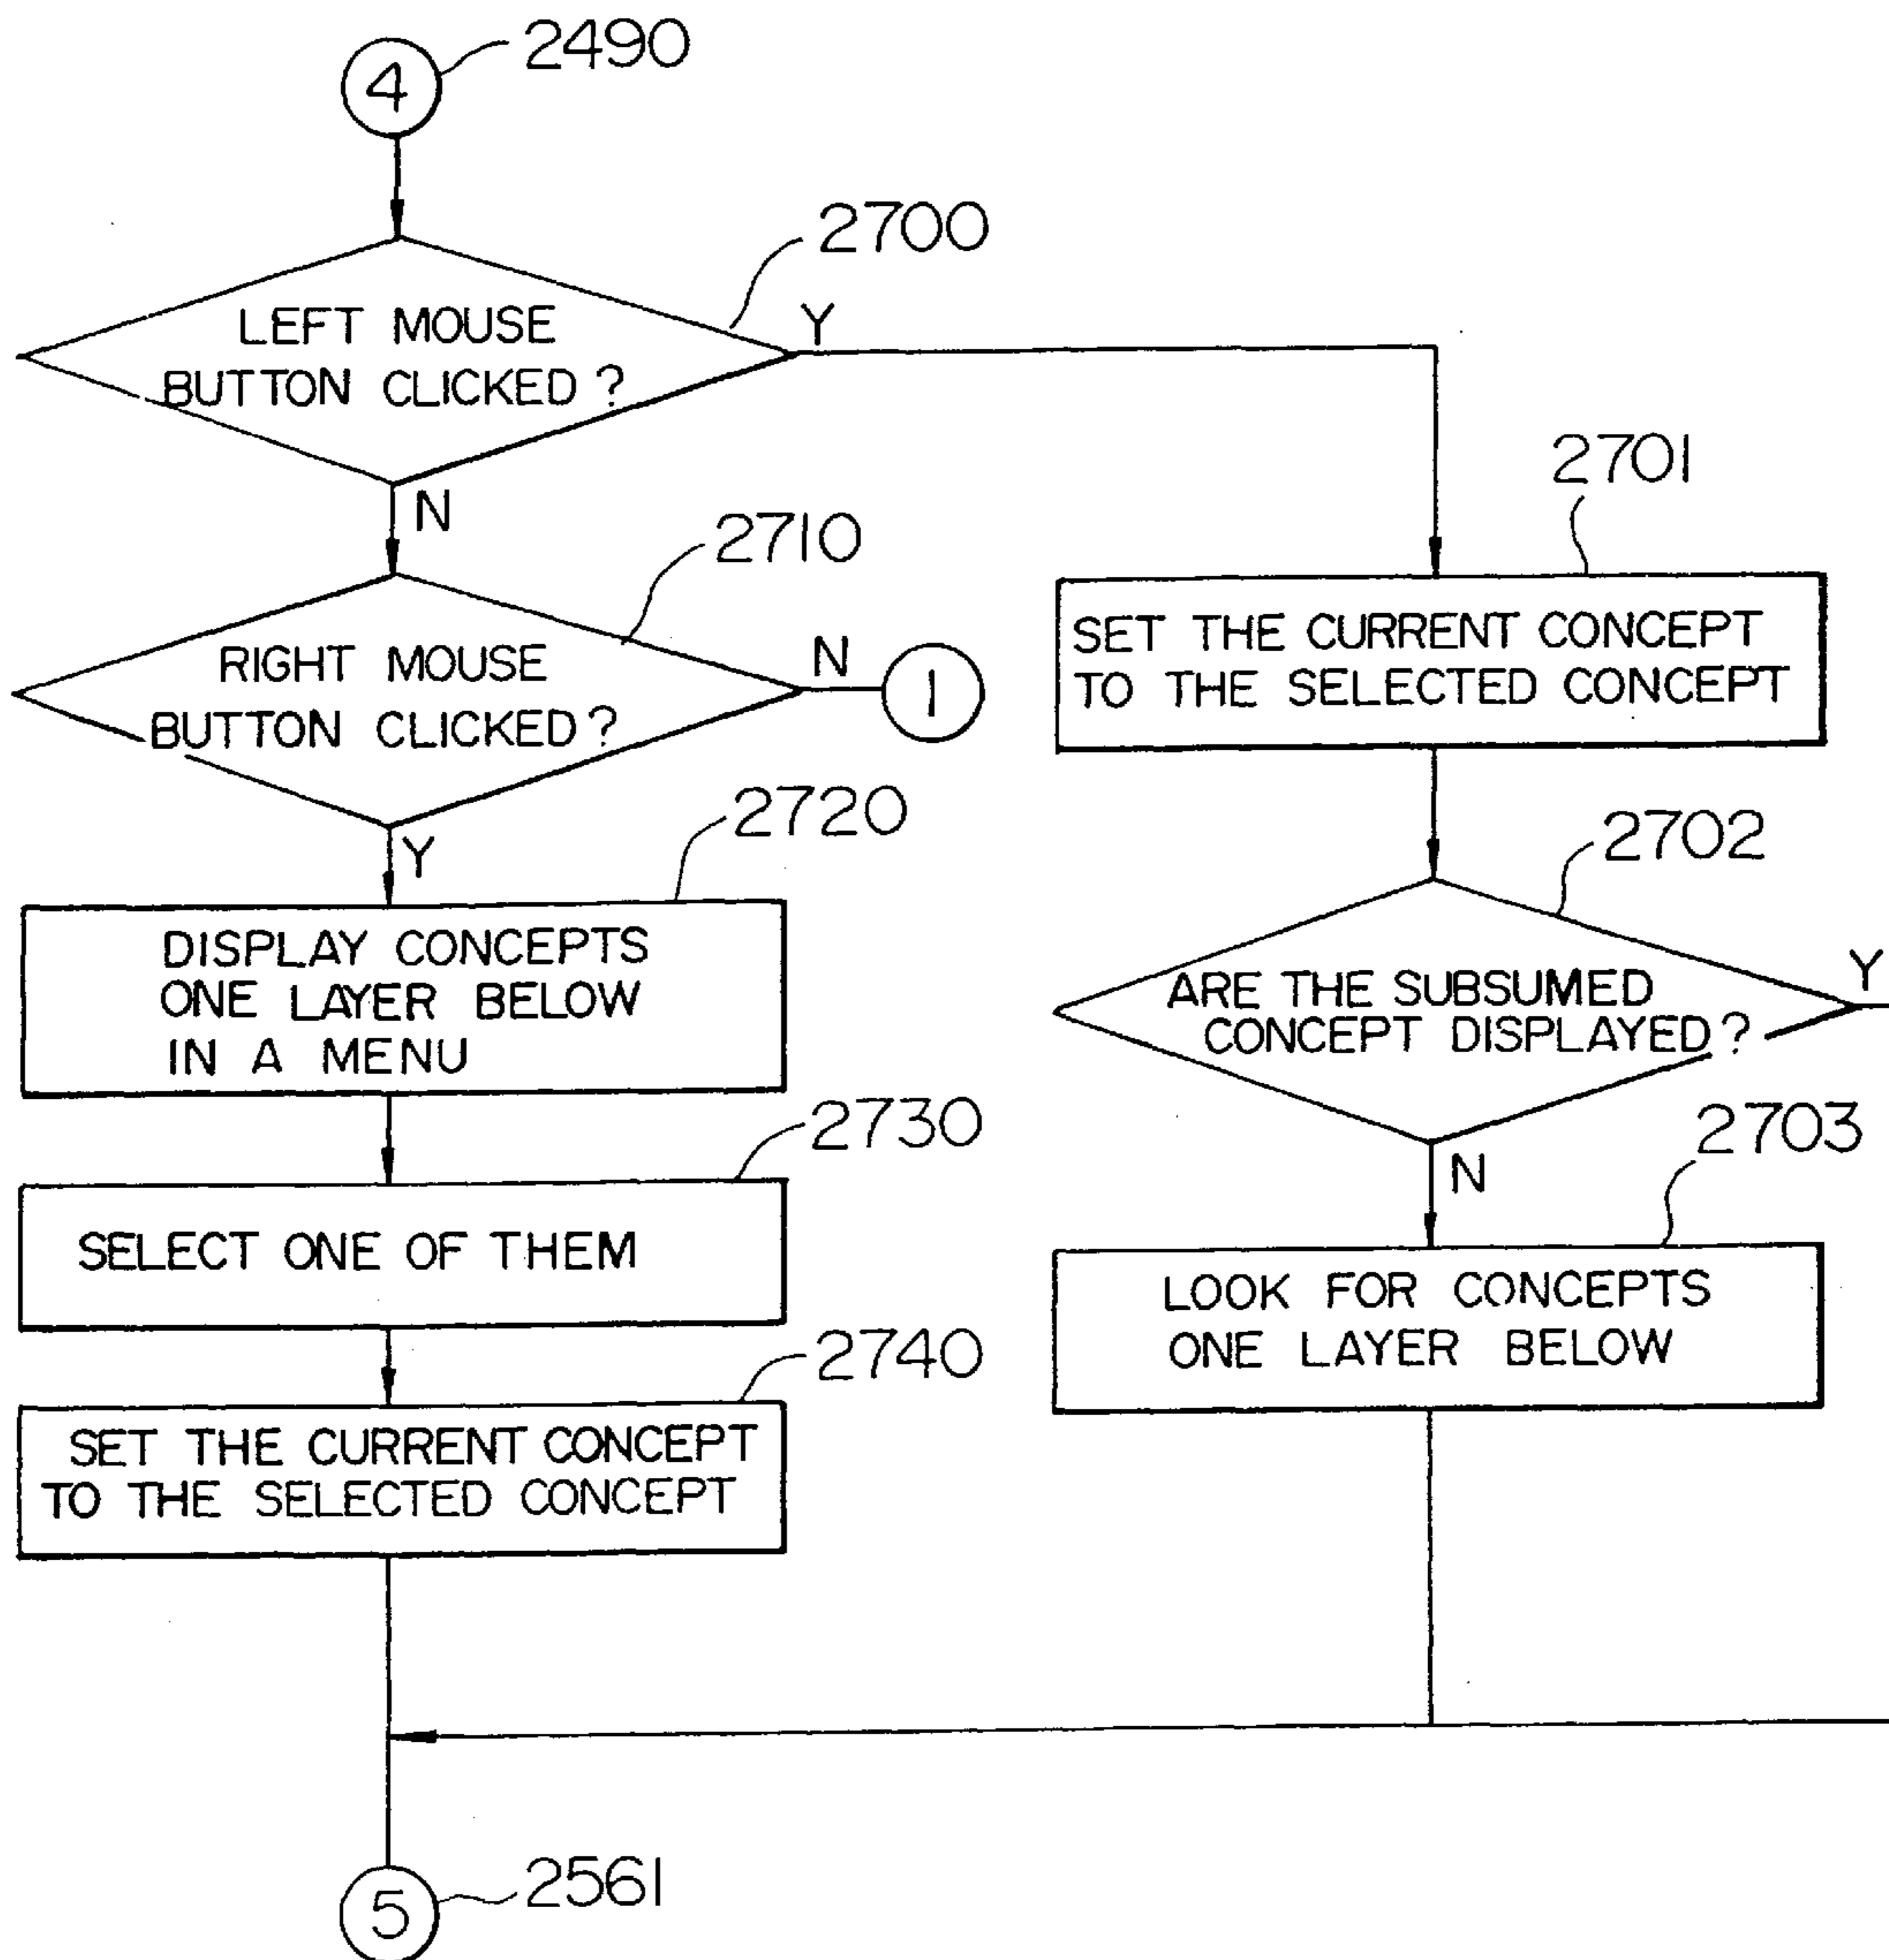 4
2490
2700
LEFT MOUSE
BUTTON CLICKED?
Y
N
2710
RIGHT MOUSE
BUTTON CLICKED?
N
1
Y
2720
DISPLAY CONCEPTS
ONE LAYER BELOW
IN A MENU
2730
SELECT ONE OF THEM
2740
SET THE CURRENT CONCEPT
TO THE SELECTED CONCEPT
2701
SET THE CURRENT CONCEPT
TO THE SELECTED CONCEPT
2702
ARE THE SUBSUMED
CONCEPT DISPLAYED?
Y
N
2703
LOOK FOR CONCEPTS
ONE LAYER BELOW
5
2561